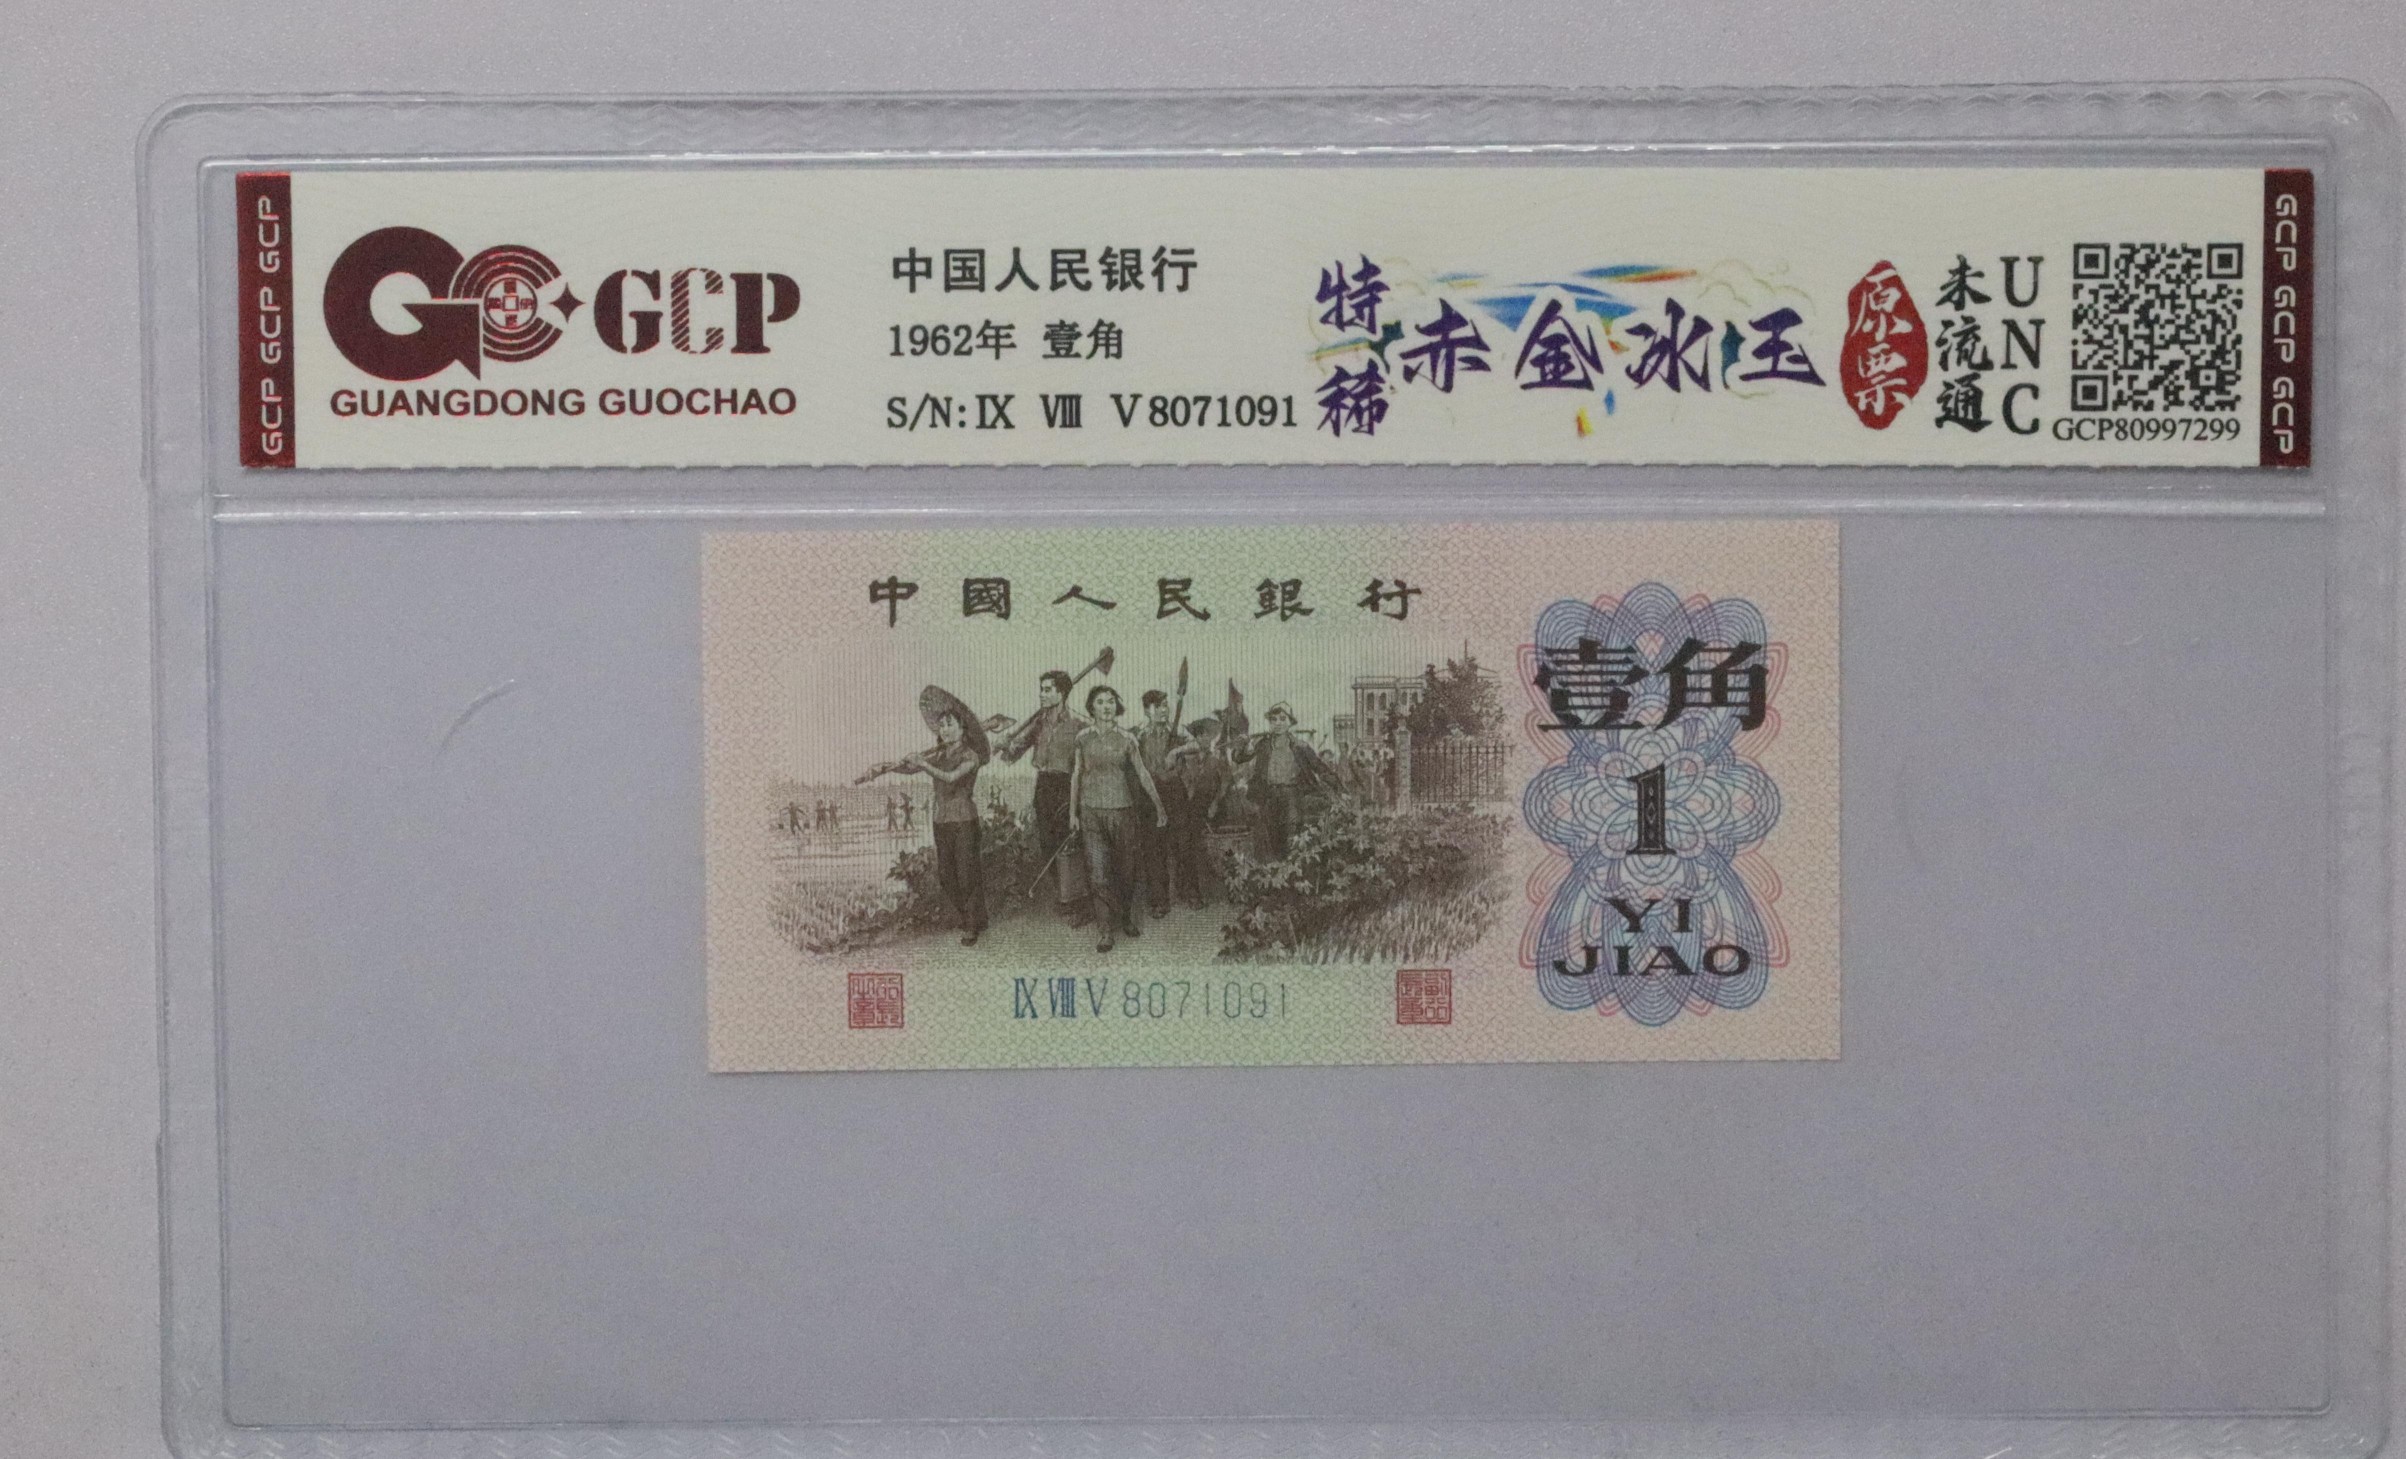 GCP GCP GCP
GCP
GUANGDONG GUOCHAO
中国人民银行
1962年 壹角
S/N: IX VIII V 8071091
特稀
赤金冰玉
原票
未流通
UNC
GCP80997299
GCP GCP GCP
中國人民銀行
壹角
1
YI
JIAO
IX VIII V 8071091